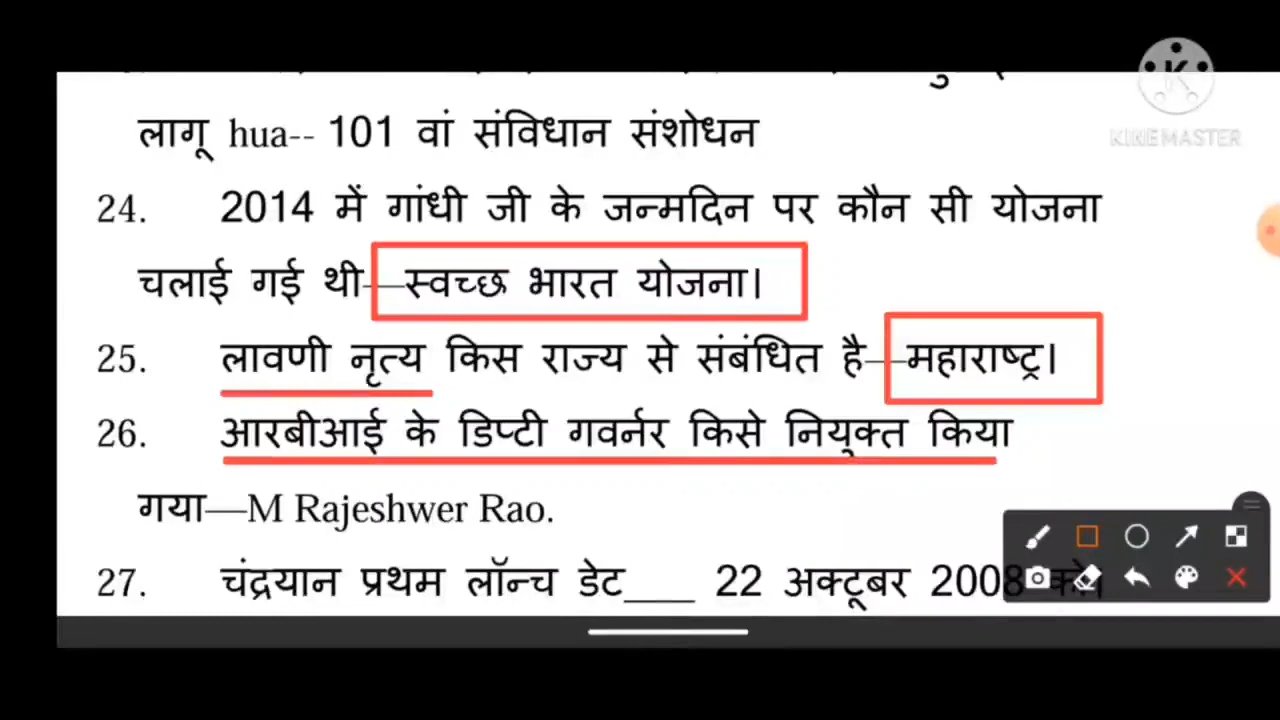 लागू hua-- 101 वां संविधान संशोधन
KINEMASTER
24. 2014 में गांधी जी के जन्मदिन पर कौन सी योजना
चलाई गई थी—स्वच्छ भारत योजना।
25. लावणी नृत्य किस राज्य से संबंधित है—महाराष्ट्र।
26. आरबीआई के डिप्टी गवर्नर किसे नियुक्त किया
गया—M Rajeshwer Rao.
27. चंद्रयान प्रथम लॉन्च डेट____ 22 अक्टूबर 2008 को।